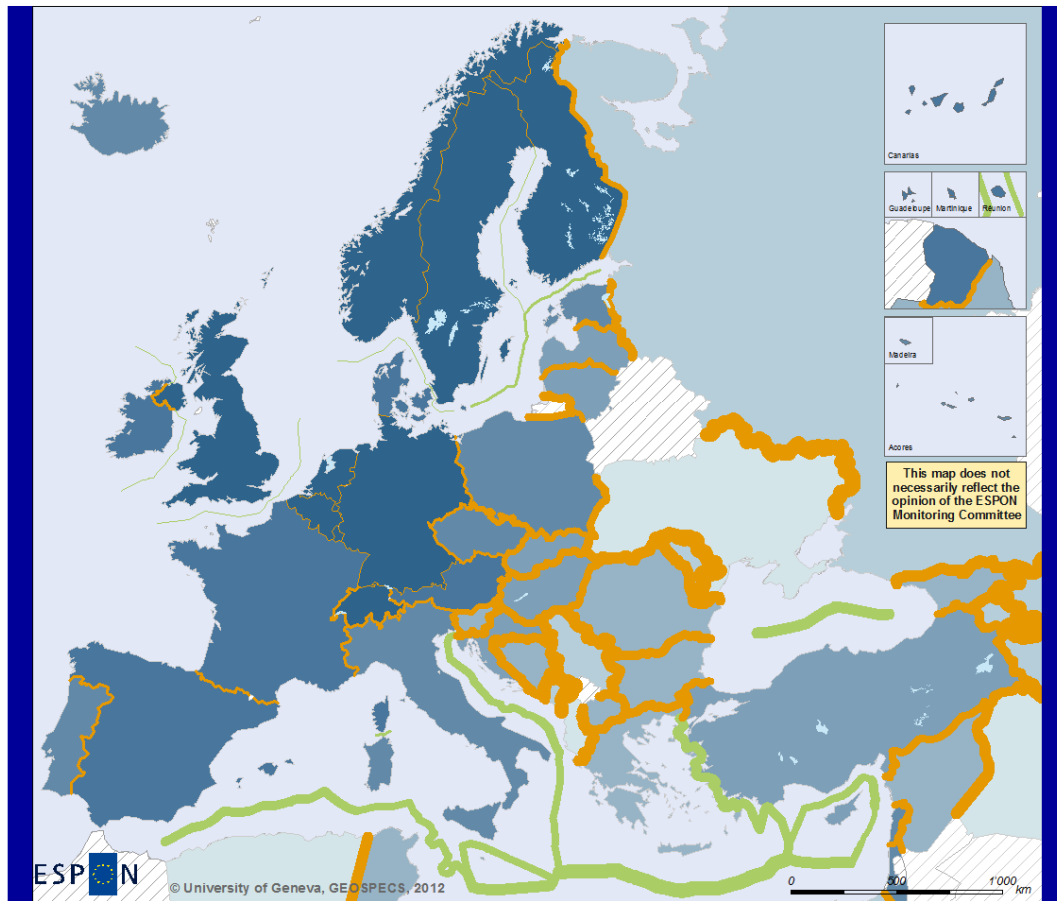 Canarias
Guadeloupe
Martinique
Réunion
Madeira
Acores
This map does not
necessarily reflect the
opinion of the ESPON
Monitoring Committee
ESPON
© University of Geneva, GEOSPECS, 2012
0 500 1'000
km